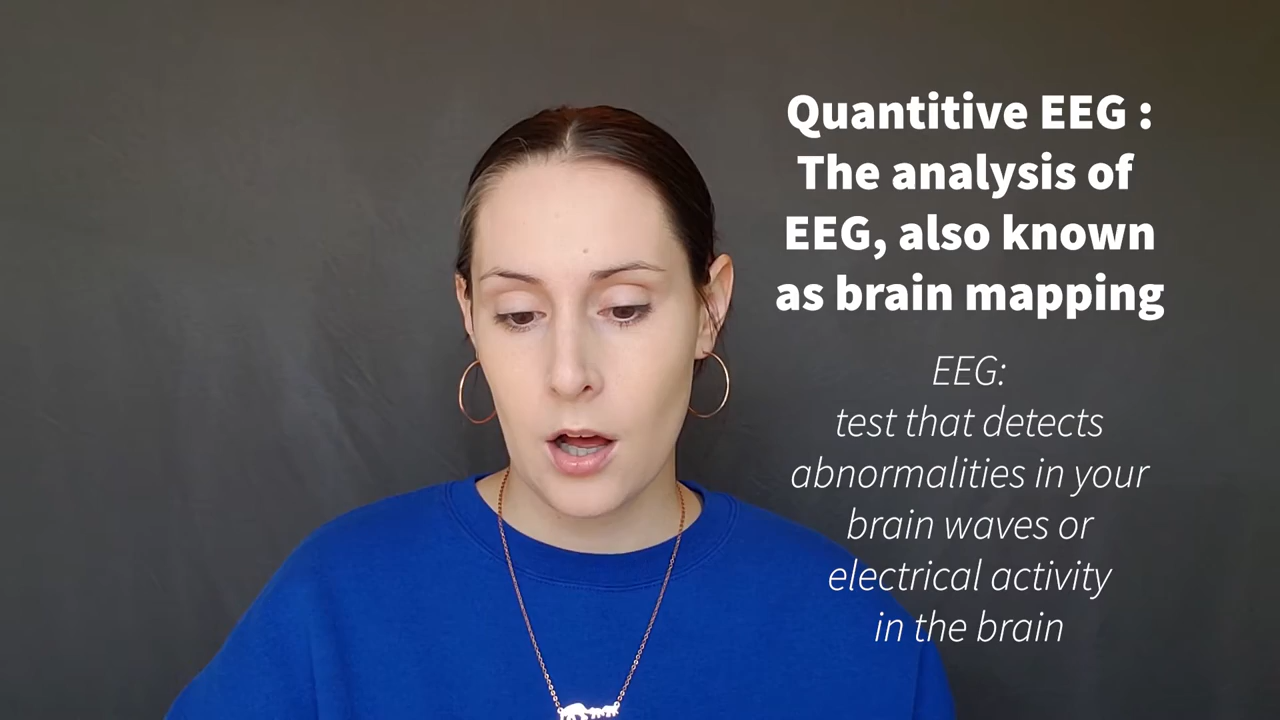 Quantitive EEG :
The analysis of
EEG, also known
as brain mapping
EEG:
test that detects
abnormalities in your
brain waves or
electrical activity
in the brain